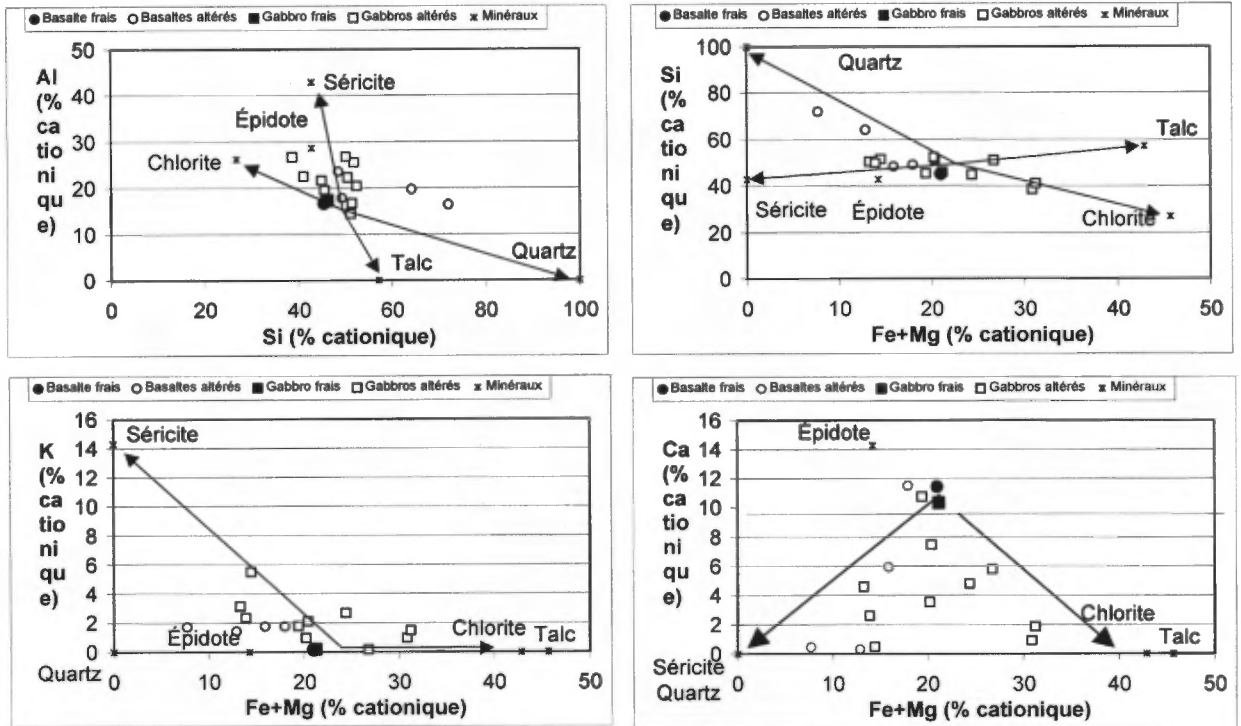 Basalte frais Basaltes altérés Gabbro frais Gabbros altérés Minéraux
Al
(%
ca
tio
ni
qu
e)
50
40
30
20
10
0
Séricite
Épidote
Chlorite
Quartz
Talc
0 20 40 60 80 100
Si (% cationique)
Basalte frais Basaltes altérés Gabbro frais Gabbros altérés Minéraux
Si
(%
ca
tio
ni
qu
e)
100
80
60
40
20
0
Quartz
Talc
Séricite Épidote Chlorite
0 10 20 30 40 50
Fe+Mg (% cationique)
Basalte frais Basaltes altérés Gabbro frais Gabbros altérés Minéraux
K
(%
ca
tio
ni
qu
e)
16
14
12
10
8
6
4
2
0
Séricite
Épidote
Chlorite Talc
Quartz
0 10 20 30 40 50
Fe+Mg (% cationique)
Basalte frais Basaltes altérés Gabbro frais Gabbros altérés Minéraux
Ca
(%
ca
tio
ni
qu
e)
16
14
12
10
8
6
4
2
0
Épidote
Chlorite
Talc
Séricite
Quartz
0 10 20 30 40 50
Fe+Mg (% cationique)